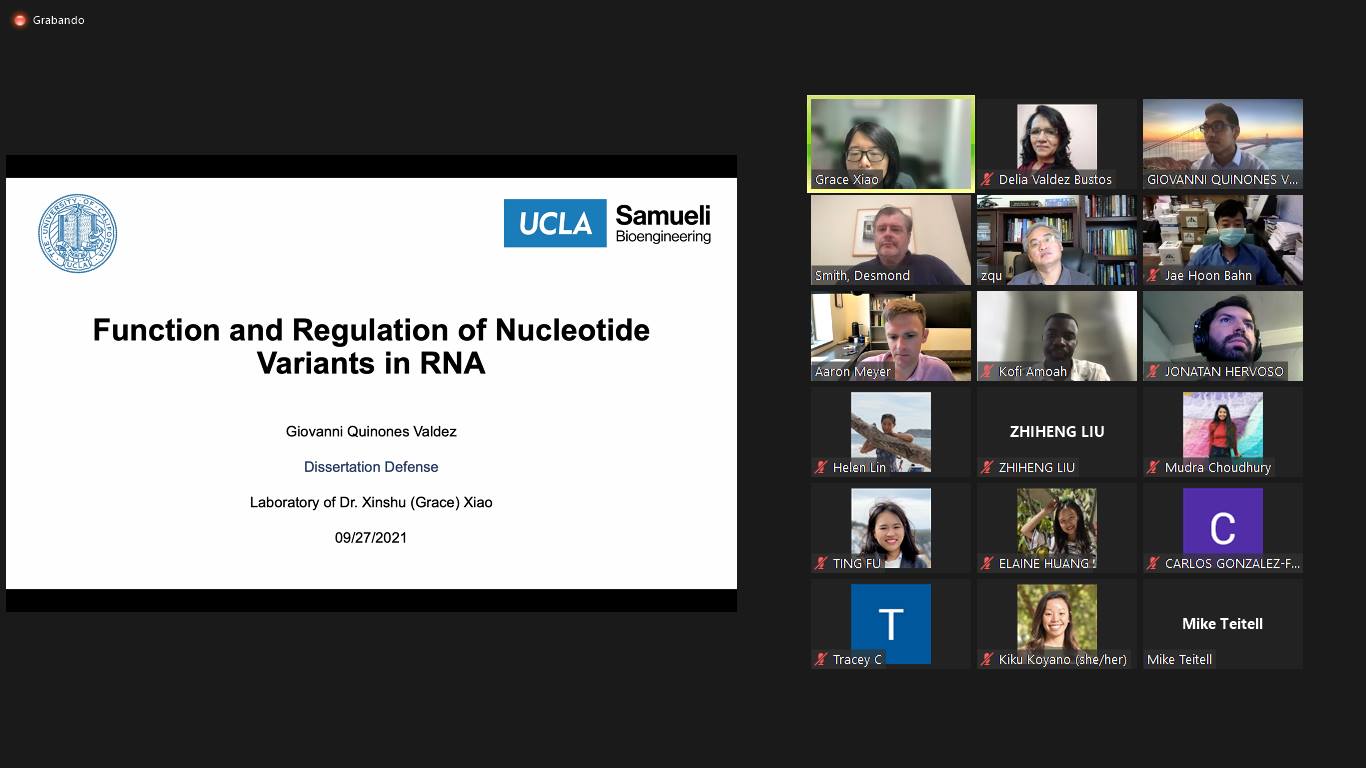 Grabando
THE UNIVERSITY OF CALIFORNIA
UCLA
UCLA Samueli
Bioengineering
Function and Regulation of Nucleotide
Variants in RNA
Giovanni Quinones Valdez
Dissertation Defense
Laboratory of Dr. Xinshu (Grace) Xiao
09/27/2021
Grace Xiao
Delia Valdez Bustos
GIOVANNI QUINONES V...
Smith, Desmond
zqu
Jae Hoon Bahn
Aaron Meyer
Kofi Amoah
JONATAN HERVOSO
Helen Lin
ZHIHENG LIU
ZHIHENG LIU
Mudra Choudhury
TING FU
ELAINE HUANG
C
CARLOS GONZALEZ-F...
T
Tracey C
Kiku Koyano (she/her)
Mike Teitell
Mike Teitell